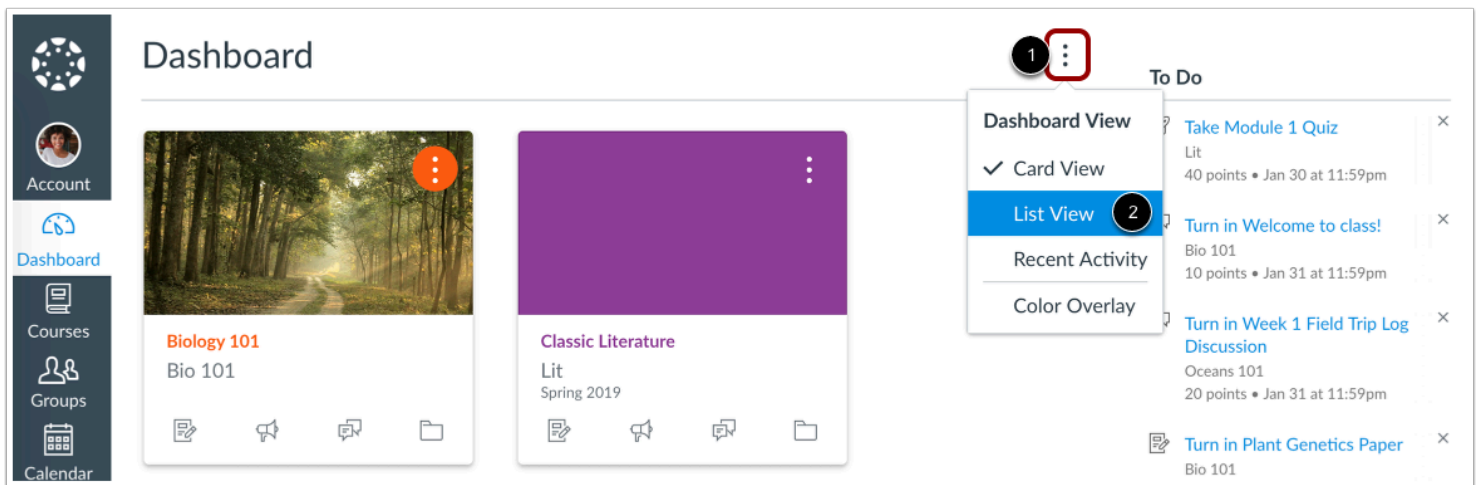 Dashboard
1
To Do
Account
Dashboard
Courses
Groups
Calendar
Biology 101
Bio 101
Classic Literature
Lit
Spring 2019
Dashboard View
Card View
List View 2
Recent Activity
Color Overlay
Take Module 1 Quiz
Lit
40 points • Jan 30 at 11:59pm
Turn in Welcome to class!
Bio 101
10 points • Jan 31 at 11:59pm
Turn in Week 1 Field Trip Log
Discussion
Oceans 101
20 points • Jan 31 at 11:59pm
Turn in Plant Genetics Paper
Bio 101